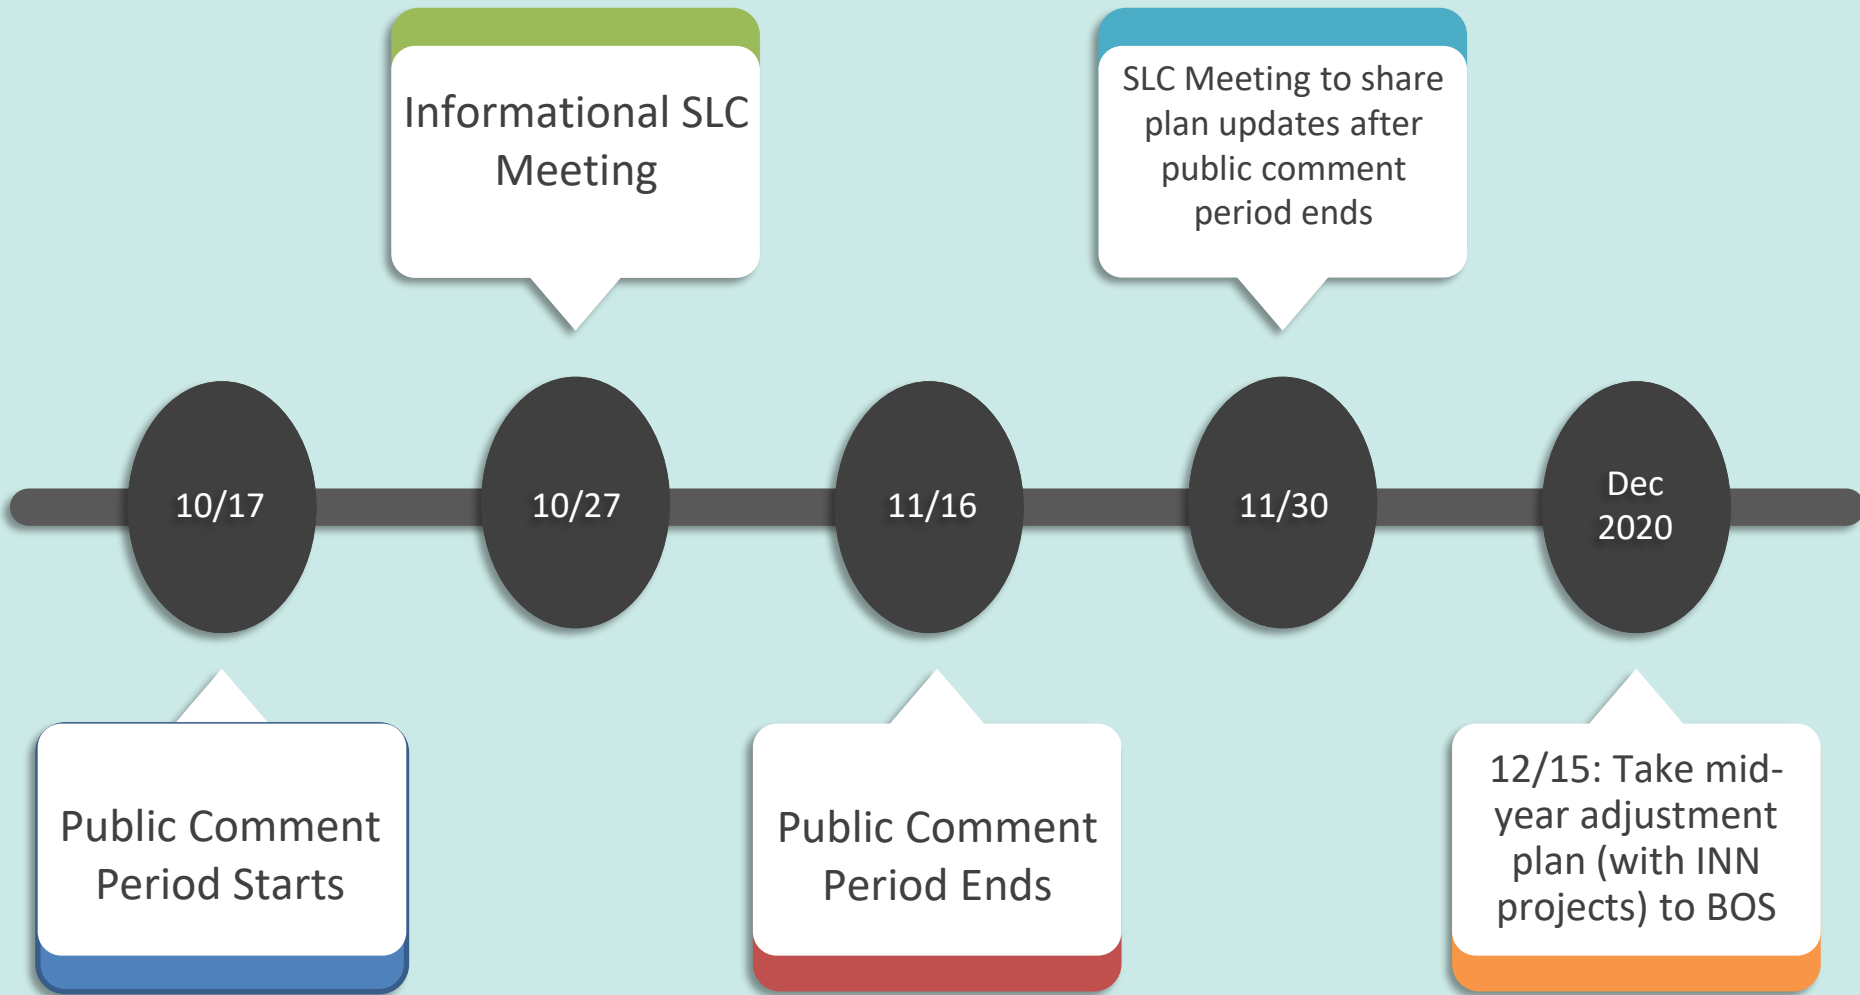 Informational SLC
Meeting
SLC Meeting to share
plan updates after
public comment
period ends
10/17
10/27
11/16
11/30
Dec
2020
Public Comment
Period Starts
Public Comment
Period Ends
12/15: Take mid-
year adjustment
plan (with INN
projects) to BOS